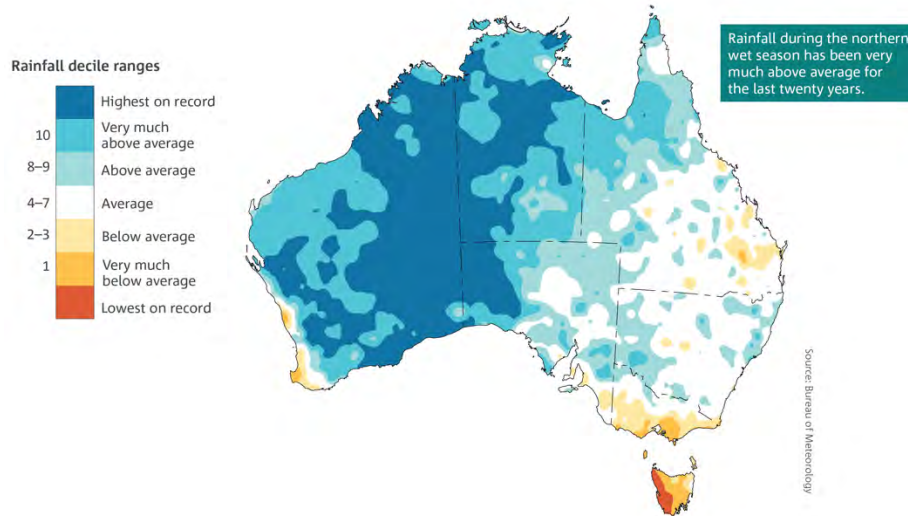 Rainfall during the northern
wet season has been very
much above average for
the last twenty years.
Rainfall decile ranges
Highest on record
10 Very much
above average
8–9 Above average
4–7 Average
2–3 Below average
1 Very much
below average
Lowest on record
Source: Bureau of Meteorology